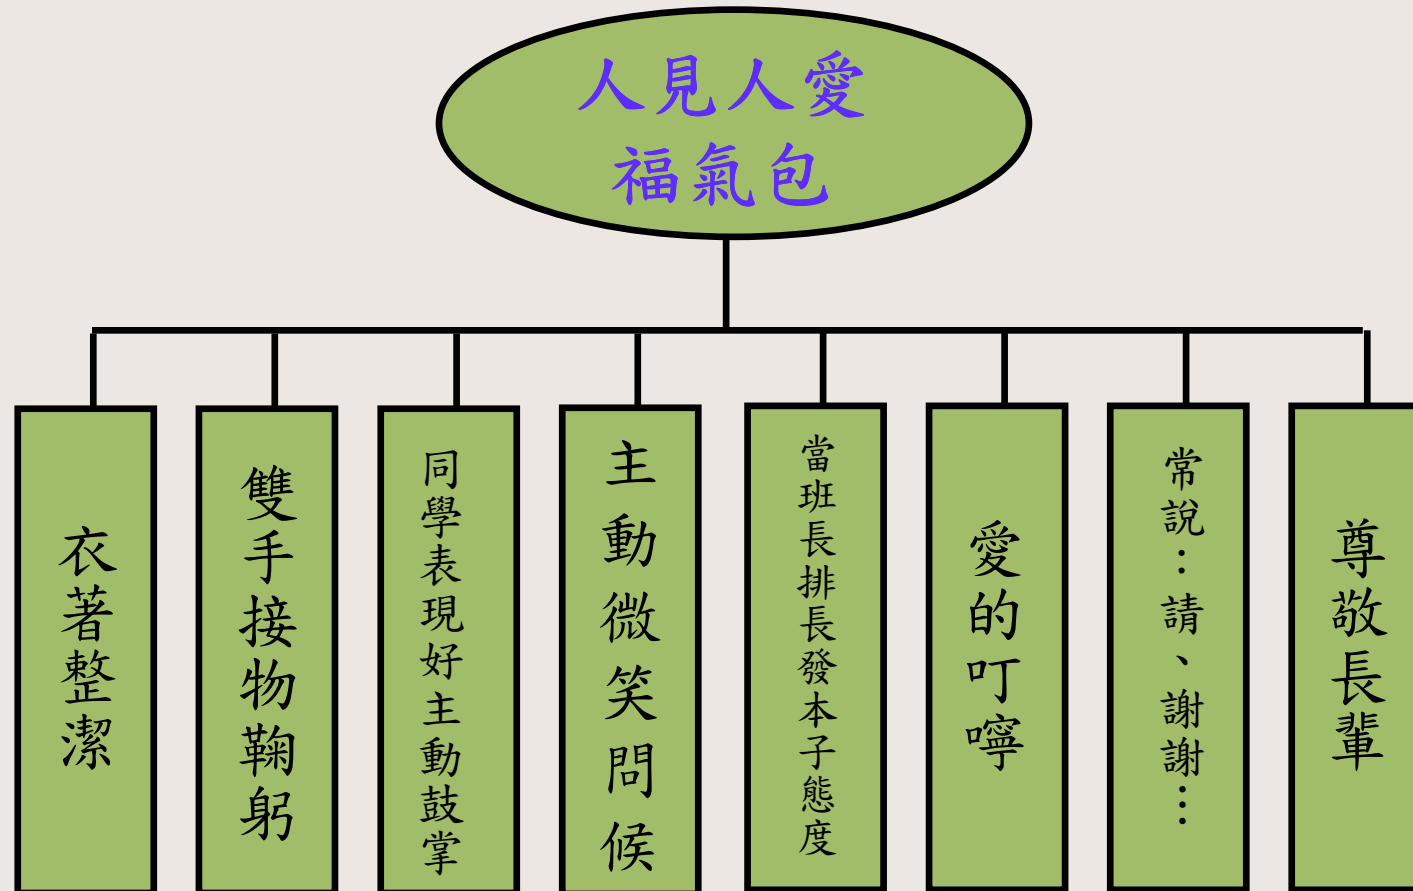 人見人愛
福氣包
衣著整潔
雙手接物鞠躬
同學表現好主動鼓掌
主動微笑問候
當班長排長發本子態度
愛的叮嚀
常說：請、謝謝…
尊敬長輩